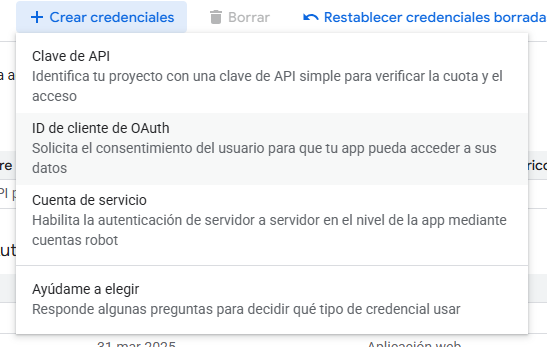 + Crear credenciales Borrar Restablecer credenciales borrada
Clave de API
Identifica tu proyecto con una clave de API simple para verificar la cuota y el
acceso
ID de cliente de OAuth
Solicita el consentimiento del usuario para que tu app pueda acceder a sus
datos
Cuenta de servicio
Habilita la autenticación de servidor a servidor en el nivel de la app mediante
cuentas robot
Ayúdame a elegir
Responde algunas preguntas para decidir qué tipo de credencial usar
31 mar 2025 Aplicación web